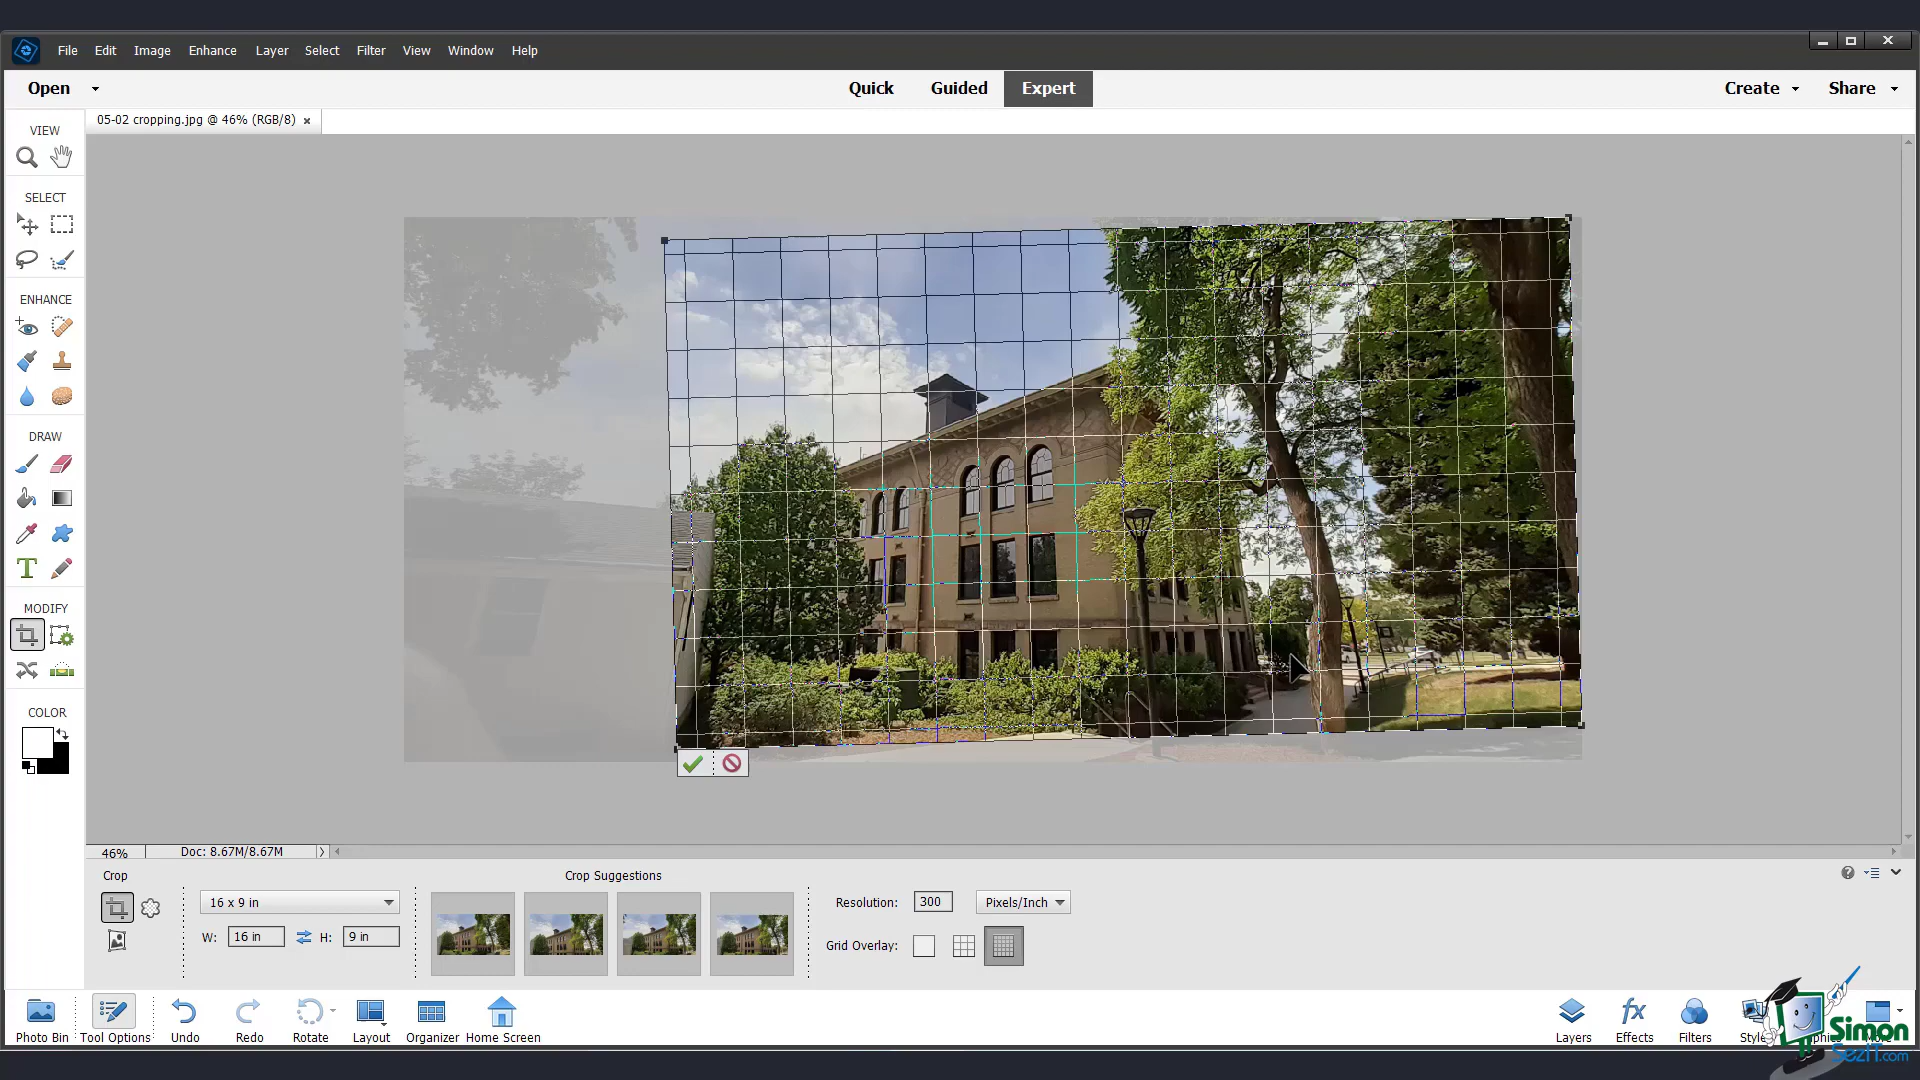 File Edit Image Enhance Layer Select Filter View Window Help
Open Quick Guided Expert Create Share
05-02 cropping.jpg @ 46% (RGB/8) ×
VIEW
SELECT
ENHANCE
DRAW
T
MODIFY
COLOR
46% Doc: 8.67M/8.67M
Crop
Crop Suggestions
16 x 9 in
W: 16 in H: 9 in
Resolution: 300 Pixels/Inch
Grid Overlay:
Photo Bin Tool Options Undo Redo Rotate Layout Organizer Home Screen
fx
Layers Effects Filters
Simon
SezIT.com